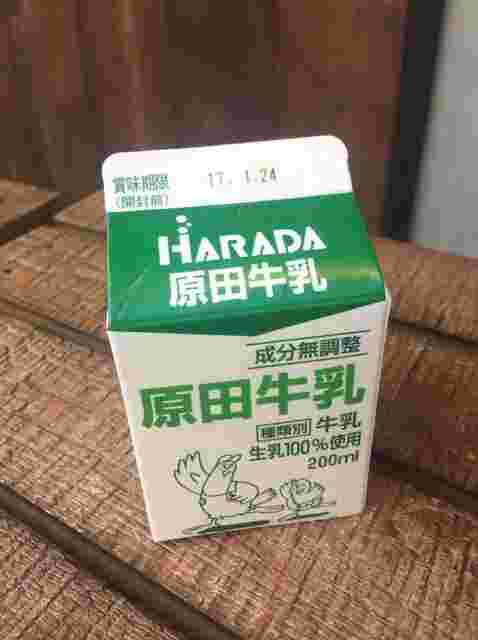 賞味期限 17. 1.24
(開封前)
HARADA
原田牛乳
成分無調整
原田牛乳
種類別 牛乳
生乳100%使用
200ml